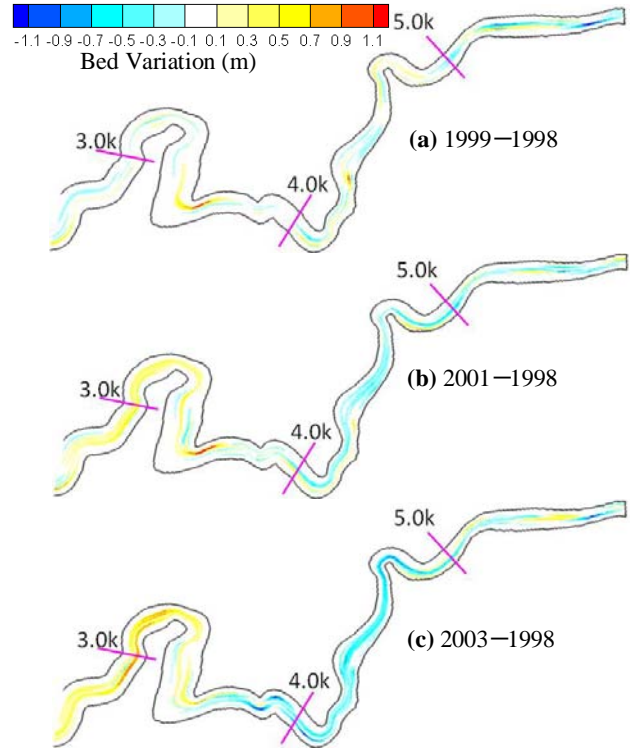 -1.1 -0.9 -0.7 -0.5 -0.3 -0.1 0.1 0.3 0.5 0.7 0.9 1.1
Bed Variation (m)
5.0k
(a) 1999−1998
3.0k
4.0k
5.0k
(b) 2001−1998
3.0k
4.0k
5.0k
(c) 2003−1998
3.0k
4.0k